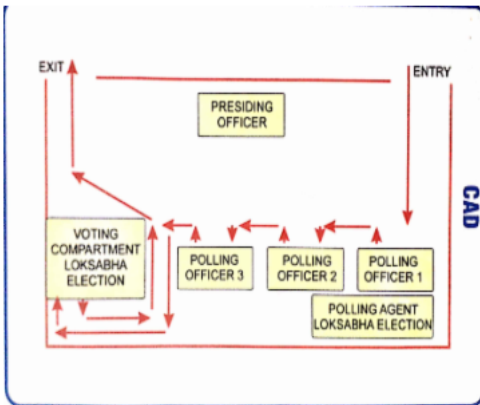 EXIT
ENTRY
PRESIDING
OFFICER
CAD
VOTING
COMPARTMENT
LOKSABHA
ELECTION
POLLING
OFFICER 3
POLLING
OFFICER 2
POLLING
OFFICER 1
POLLING AGENT
LOKSABHA ELECTION